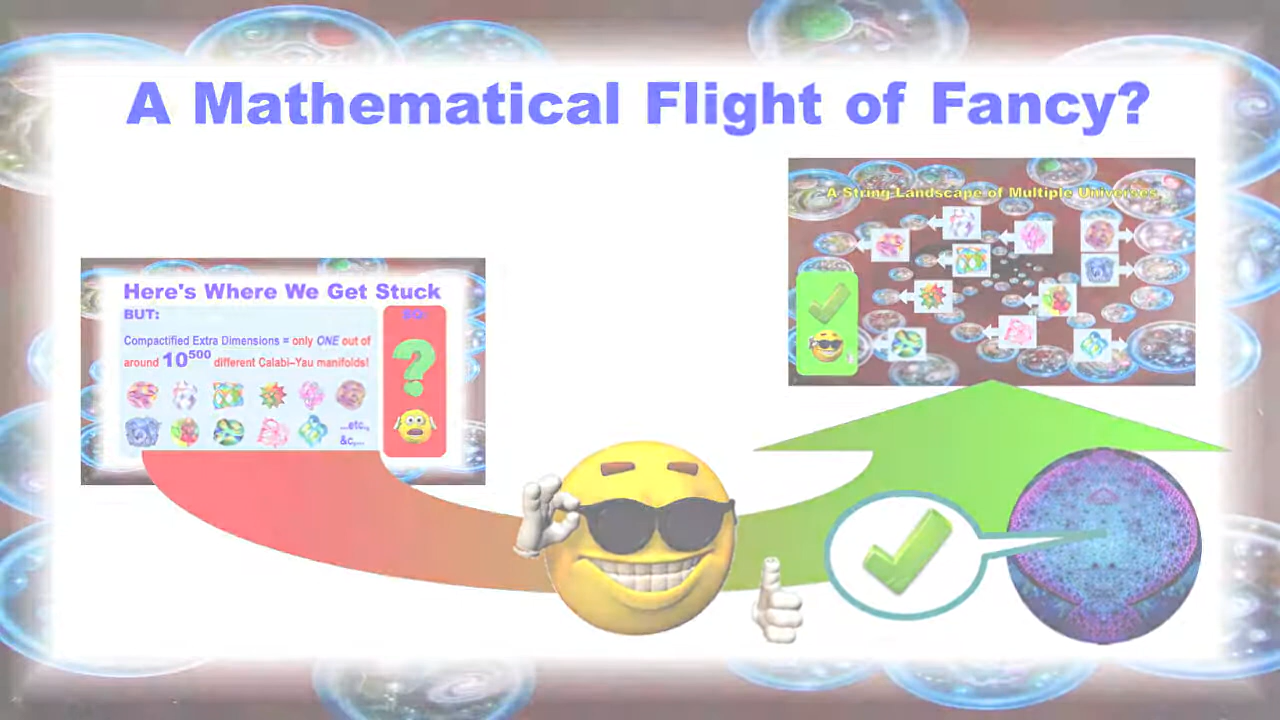 A Mathematical Flight of Fancy?
A String Landscape of Multiple Universes
Here's Where We Get Stuck
BUT:
SO:
Compactified Extra Dimensions = only ONE out of
around 10⁵⁰⁰ different Calabi–Yau manifolds!
...etc.,
&c,...